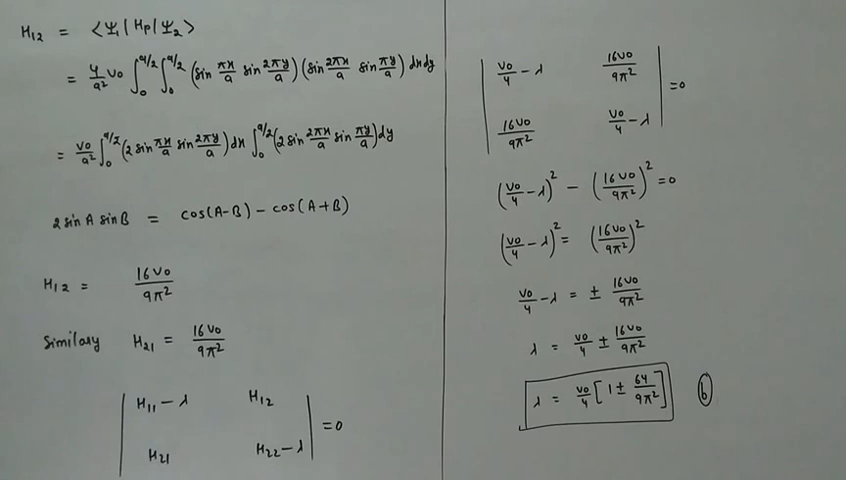 H₁₂ = ⟨Ψ₁|Hp|Ψ₂⟩
= 4/a² V₀ ∫₀^(a/2) ∫₀^(a/2) (sin πx/a sin 2πy/a)(sin 2πx/a sin πy/a) dxdy
= V₀/a² ∫₀^(a/2) (2 sin πx/a sin 2πy/a) dx ∫₀^(a/2) (2 sin 2πx/a sin πy/a) dy
2 sin A sin B = cos(A-B) - cos(A+B)
H₁₂ = 16V₀/9π²
Similary H₂₁ = 16V₀/9π²
| H₁₁ - λ H₁₂ |
| H₂₁ H₂₂ - λ | = 0
| V₀/4 - λ 16V₀/9π² |
| 16V₀/9π² V₀/4 - λ | = 0
(V₀/4 - λ)² - (16V₀/9π²)² = 0
(V₀/4 - λ)² = (16V₀/9π²)²
V₀/4 - λ = ± 16V₀/9π²
λ = V₀/4 ± 16V₀/9π²
λ = V₀/4 [1 ± 64/9π²] (b)